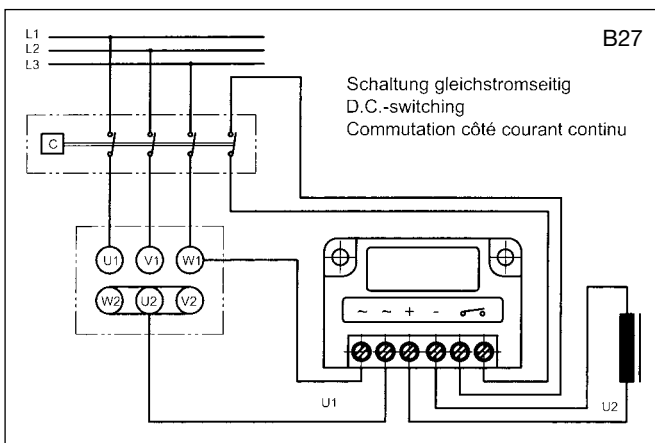 B27
L1
L2
L3
Schaltung gleichstromseitig
D.C.-switching
Commutation côté courant continu
C
U1 V1 W1
W2 U2 V2
~ ~ + -
U1
U2